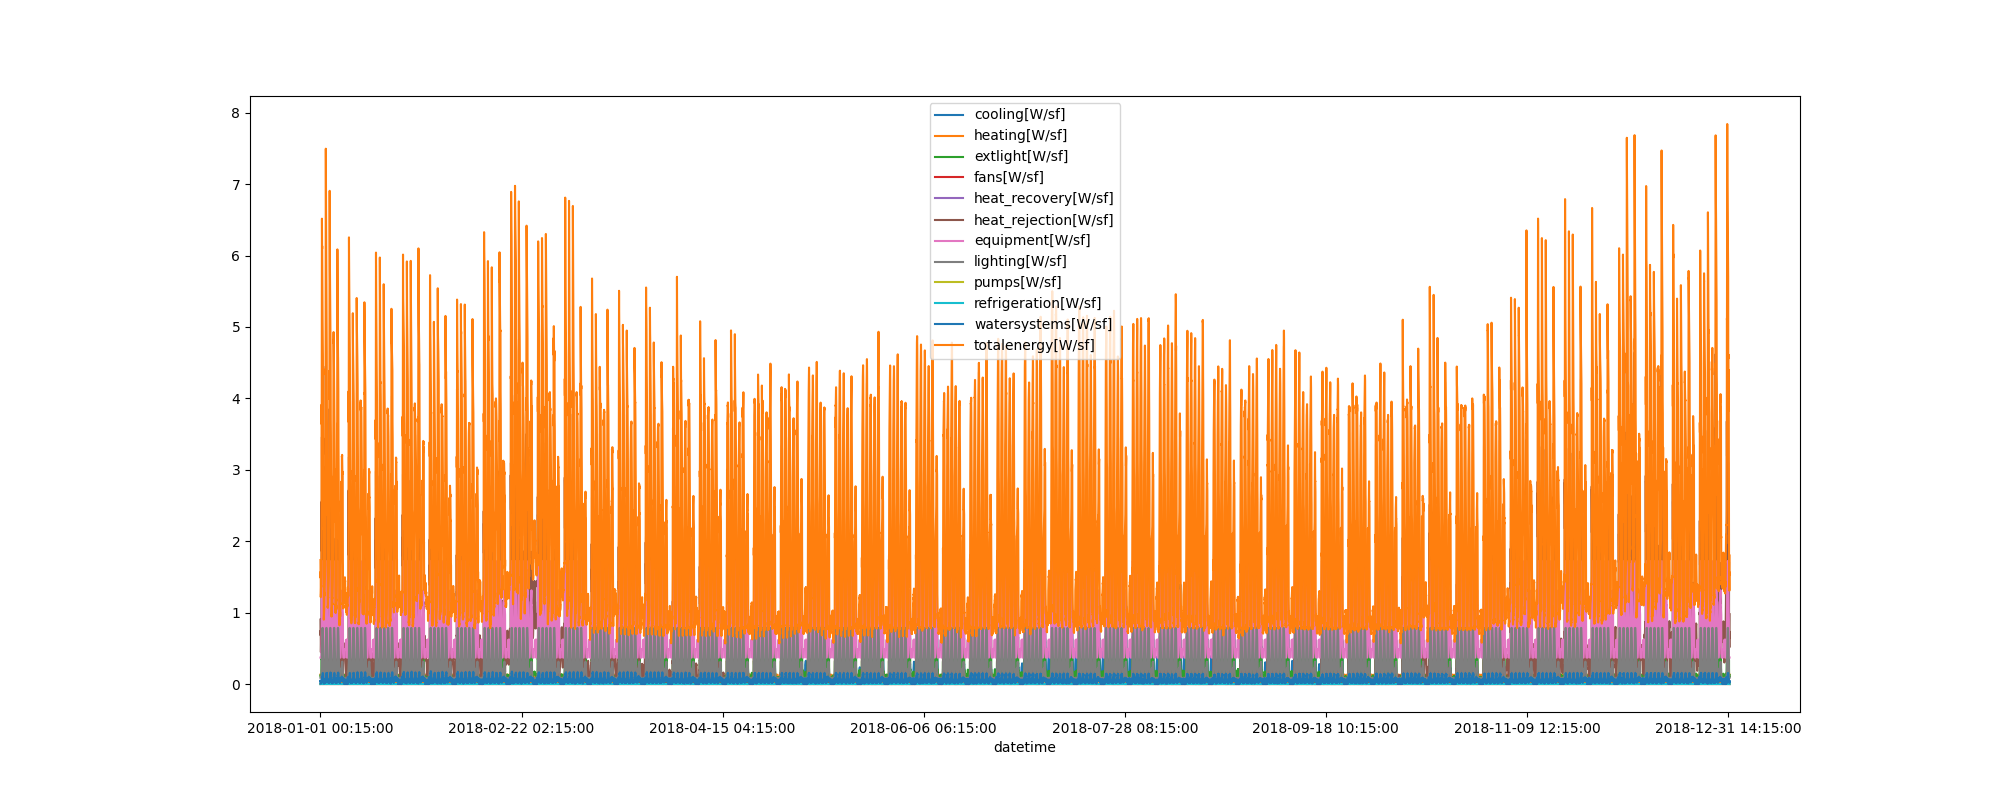 8
7
6
5
4
3
2
1
0
cooling[W/sf]
heating[W/sf]
extlight[W/sf]
fans[W/sf]
heat_recovery[W/sf]
heat_rejection[W/sf]
equipment[W/sf]
lighting[W/sf]
pumps[W/sf]
refrigeration[W/sf]
watersystems[W/sf]
totalenergy[W/sf]
2018-01-01 00:15:00 2018-02-22 02:15:00 2018-04-15 04:15:00 2018-06-06 06:15:00 2018-07-28 08:15:00 2018-09-18 10:15:00 2018-11-09 12:15:00 2018-12-31 14:15:00
datetime